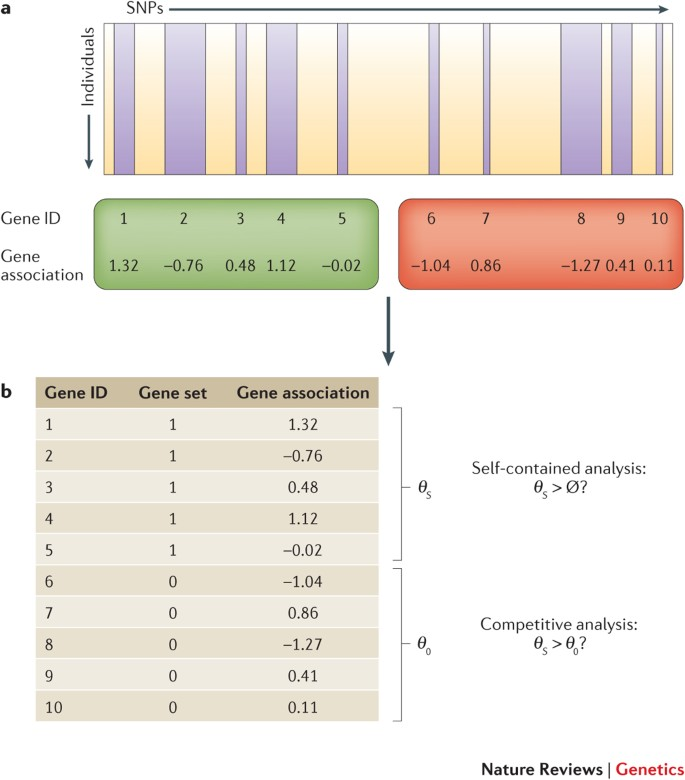 a
SNPs
Individuals
Gene ID 1 2 3 4 5 6 7 8 9 10
Gene
association 1.32 –0.76 0.48 1.12 –0.02 –1.04 0.86 –1.27 0.41 0.11
b
Gene ID Gene set Gene association
1 1 1.32
2 1 –0.76
3 1 0.48
4 1 1.12
5 1 –0.02
6 0 –1.04
7 0 0.86
8 0 –1.27
9 0 0.41
10 0 0.11
θS
Self-contained analysis:
θS > Ø?
θ0
Competitive analysis:
θS > θ0?
Nature Reviews | Genetics